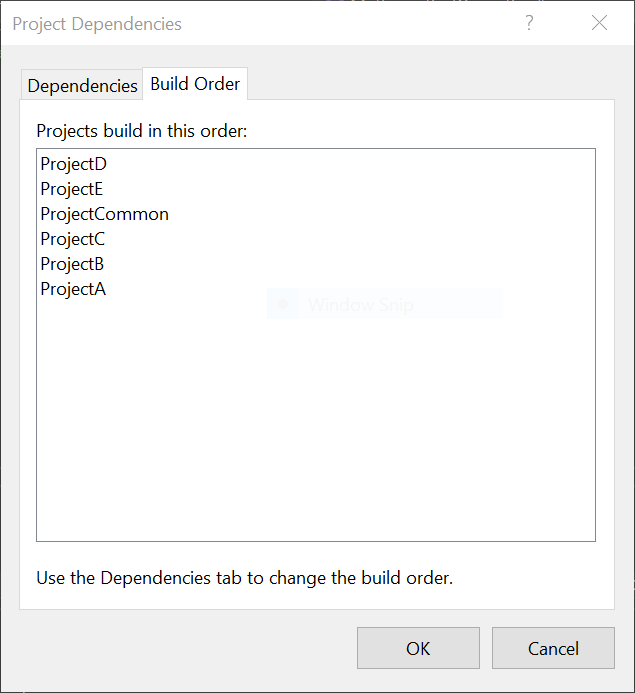 Project Dependencies
?
Dependencies
Build Order
Projects build in this order:
ProjectD
ProjectE
ProjectCommon
ProjectC
ProjectB
ProjectA
Window Snip
Use the Dependencies tab to change the build order.
OK
Cancel